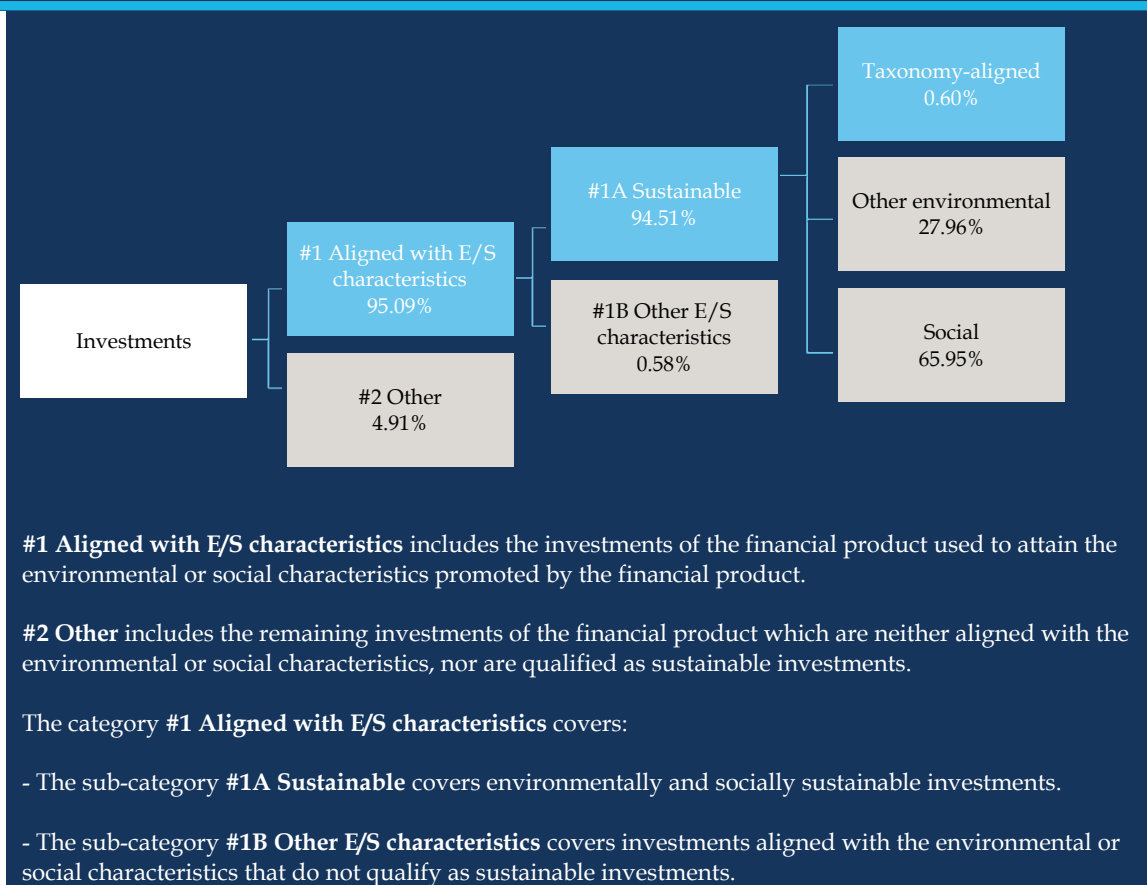 Investments
#1 Aligned with E/S
characteristics
95.09%
#2 Other
4.91%
#1A Sustainable
94.51%
#1B Other E/S
characteristics
0.58%
Taxonomy-aligned
0.60%
Other environmental
27.96%
Social
65.95%
#1 Aligned with E/S characteristics includes the investments of the financial product used to attain the
environmental or social characteristics promoted by the financial product.
#2 Other includes the remaining investments of the financial product which are neither aligned with the
environmental or social characteristics, nor are qualified as sustainable investments.
The category #1 Aligned with E/S characteristics covers:
- The sub-category #1A Sustainable covers environmentally and socially sustainable investments.
- The sub-category #1B Other E/S characteristics covers investments aligned with the environmental or
social characteristics that do not qualify as sustainable investments.